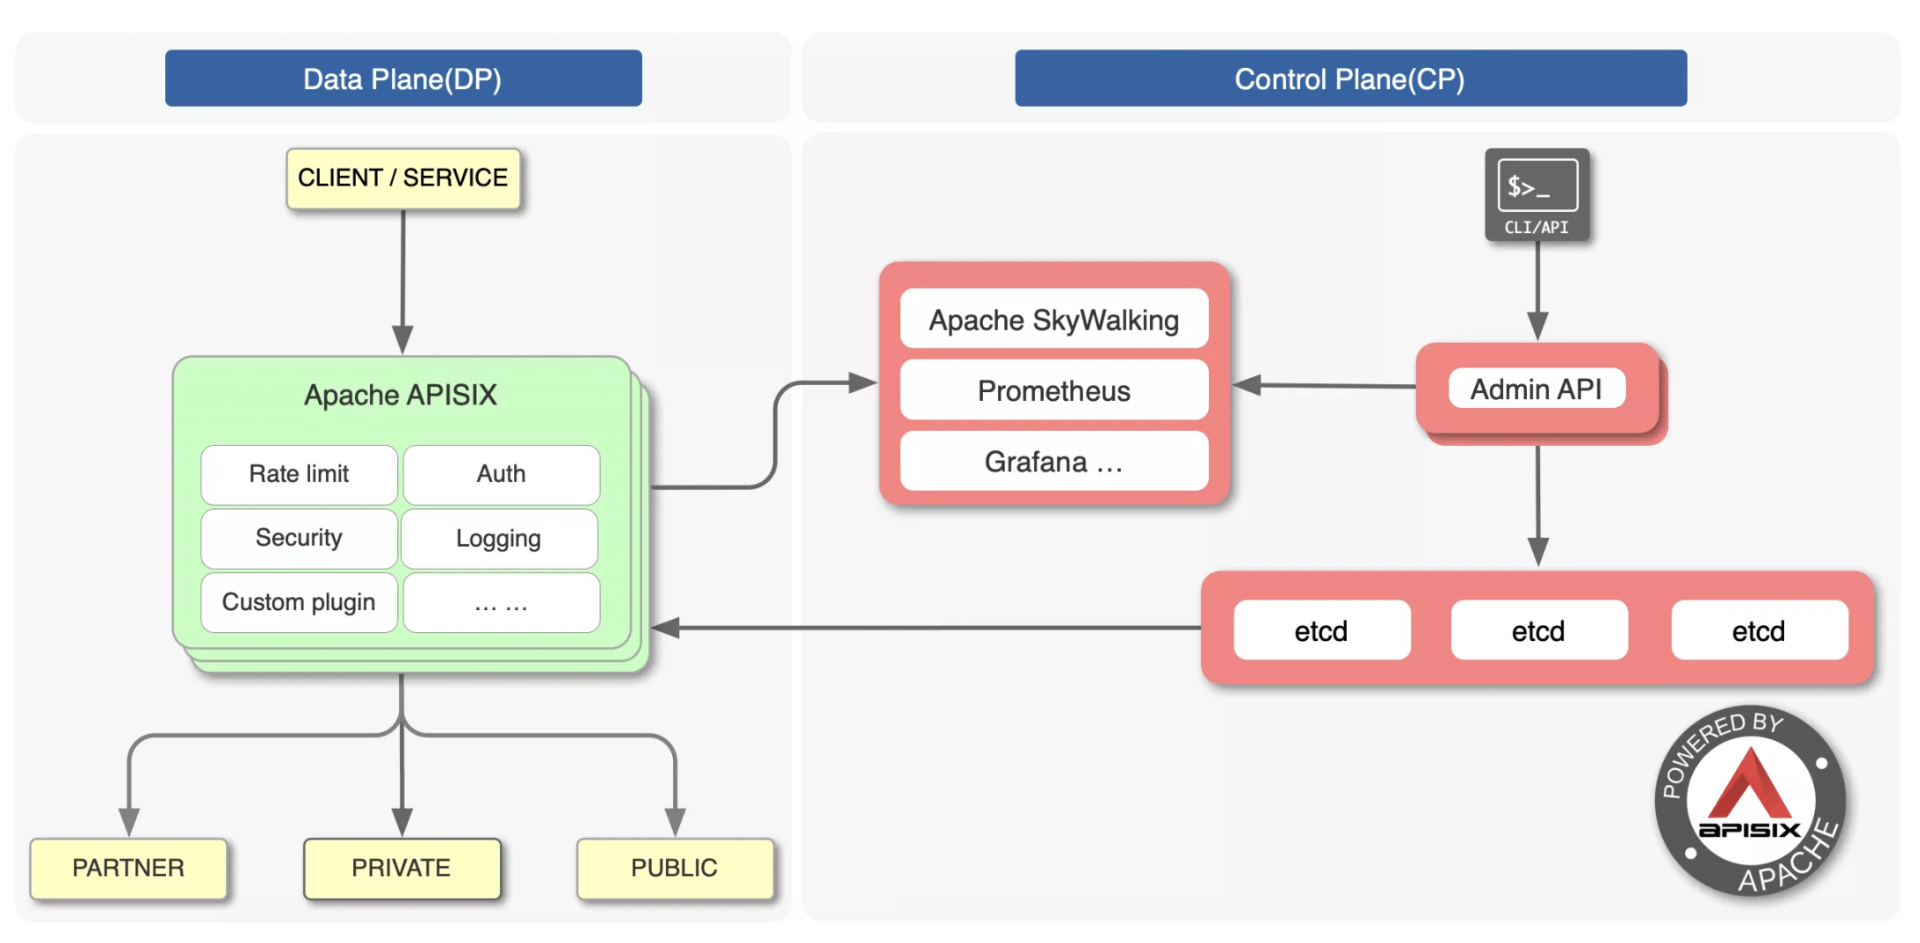 Data Plane(DP)
Control Plane(CP)
CLIENT / SERVICE
$>_
CLI/API
Apache SkyWalking
Prometheus
Grafana ...
Admin API
Apache APISIX
Rate limit
Auth
Security
Logging
Custom plugin
... ...
etcd
etcd
etcd
PARTNER
PRIVATE
PUBLIC
POWERED BY
APISIX
APACHE